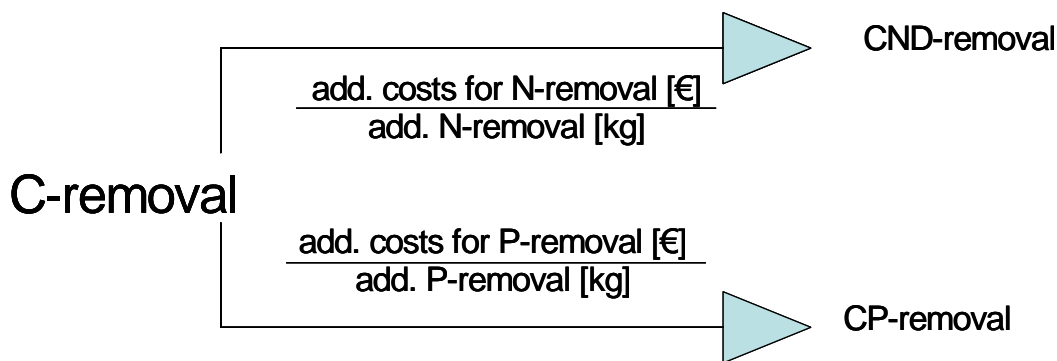 CND-removal
add. costs for N-removal [€]
add. N-removal [kg]
C-removal
add. costs for P-removal [€]
add. P-removal [kg]
CP-removal